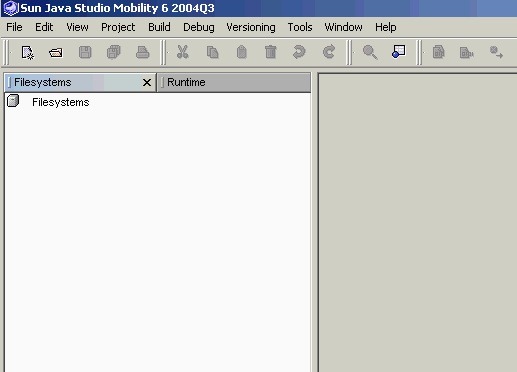 Sun Java Studio Mobility 6 2004Q3
File Edit View Project Build Debug Versioning Tools Window Help
Filesystems Runtime
Filesystems